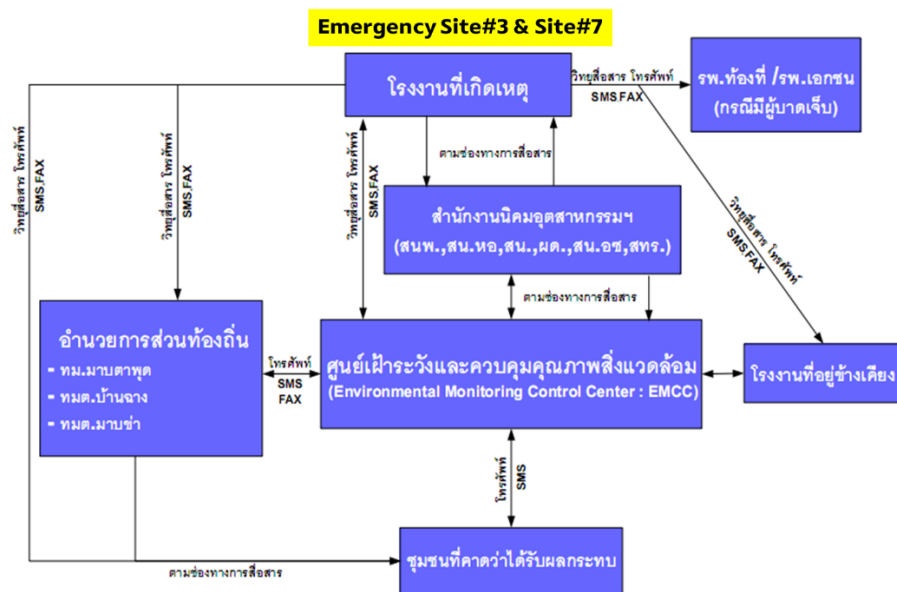 Emergency Site#3 & Site#7
โรงงานที่เกิดเหตุ
วิทยุสื่อสาร โทรศัพท์
SMS,FAX
รพ.ท้องที่ /รพ.เอกชน
(กรณีมีผู้บาดเจ็บ)
วิทยุสื่อสาร โทรศัพท์
SMS,FAX
วิทยุสื่อสาร โทรศัพท์
SMS,FAX
วิทยุสื่อสาร โทรศัพท์
SMS,FAX
ตามช่องทางการสื่อสาร
วิทยุสื่อสาร โทรศัพท์
SMS,FAX
สำนักงานนิคมอุตสาหกรรมฯ
(สนพ.,สน.หอ,สน.,ผด.,สน.อช,สทร.)
ตามช่องทางการสื่อสาร
อำนวยการส่วนท้องถิ่น
- ทม.มาบตาพุด
- ทมต.บ้านฉาง
- ทมต.มาบข่า
โทรศัพท์
SMS
FAX
ศูนย์เฝ้าระวังและควบคุมคุณภาพสิ่งแวดล้อม
(Environmental Monitoring Control Center : EMCC)
โรงงานที่อยู่ข้างเคียง
โทรศัพท์
SMS
ตามช่องทางการสื่อสาร
ชุมชนที่คาดว่าได้รับผลกระทบ